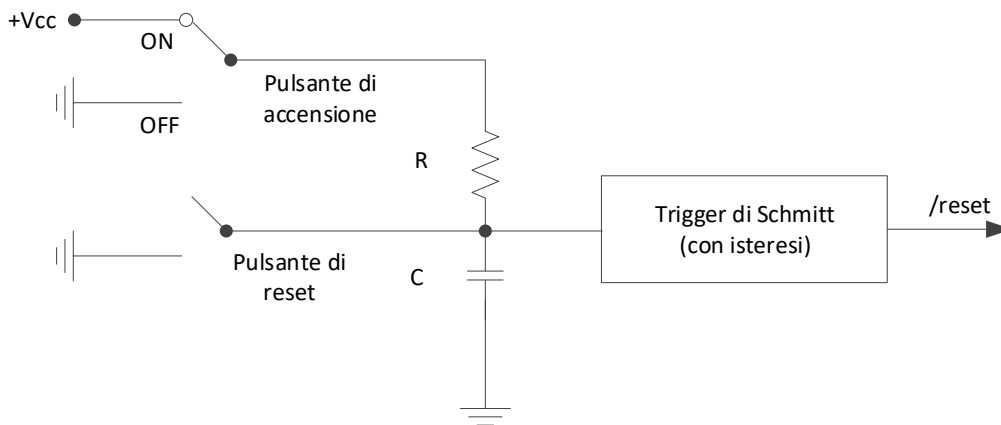 +Vcc
ON
Pulsante di
accensione
OFF
R
Trigger di Schmitt
(con isteresi)
/reset
Pulsante di
reset
C